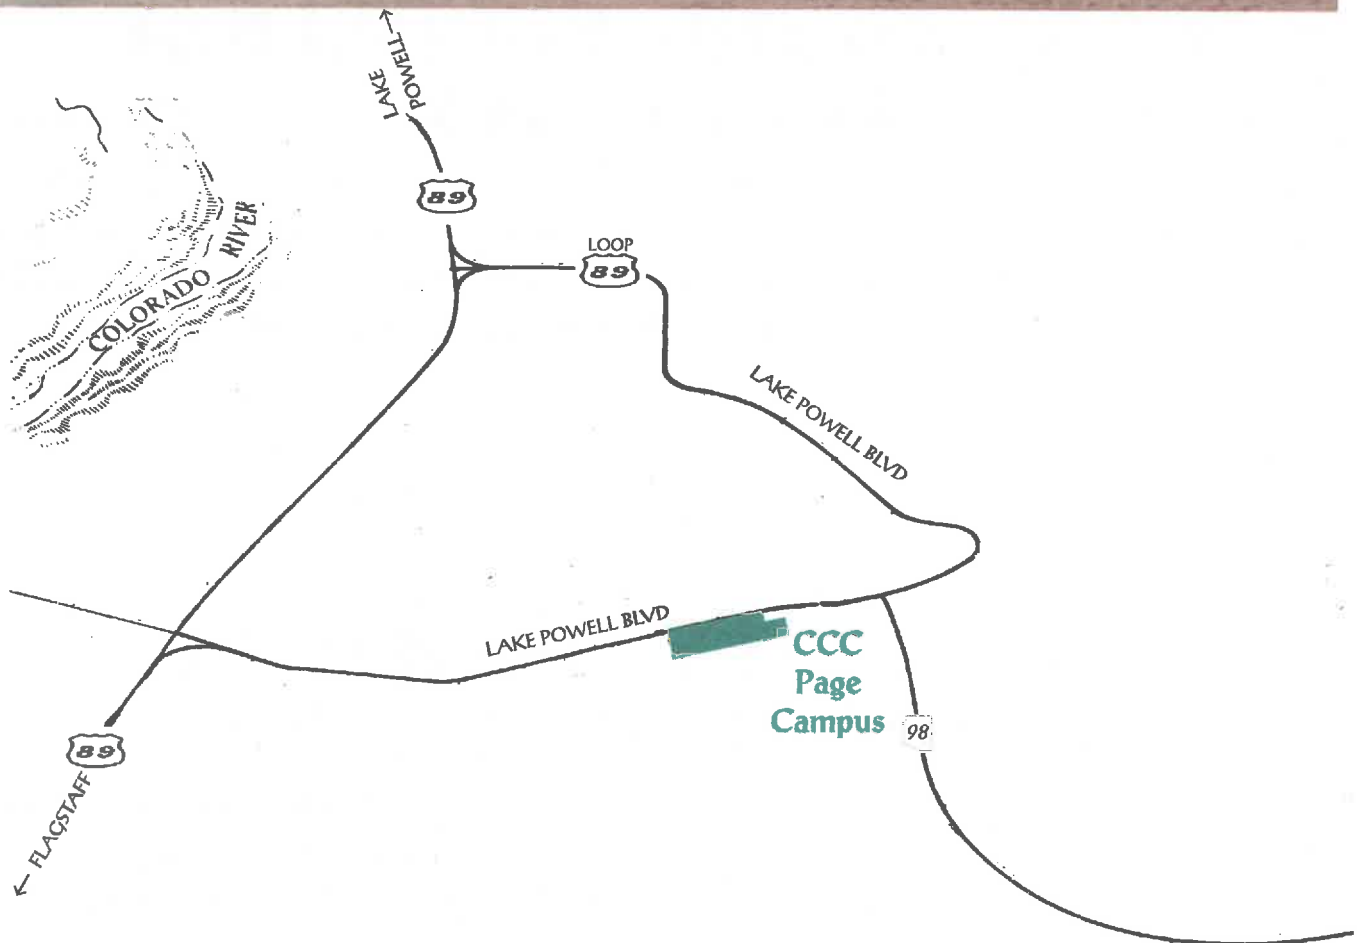 LAKE
POWELL
89
LOOP
89
COLORADO RIVER
LAKE POWELL BLVD
LAKE POWELL BLVD
CCC
Page
Campus
98
89
FLAGSTAFF